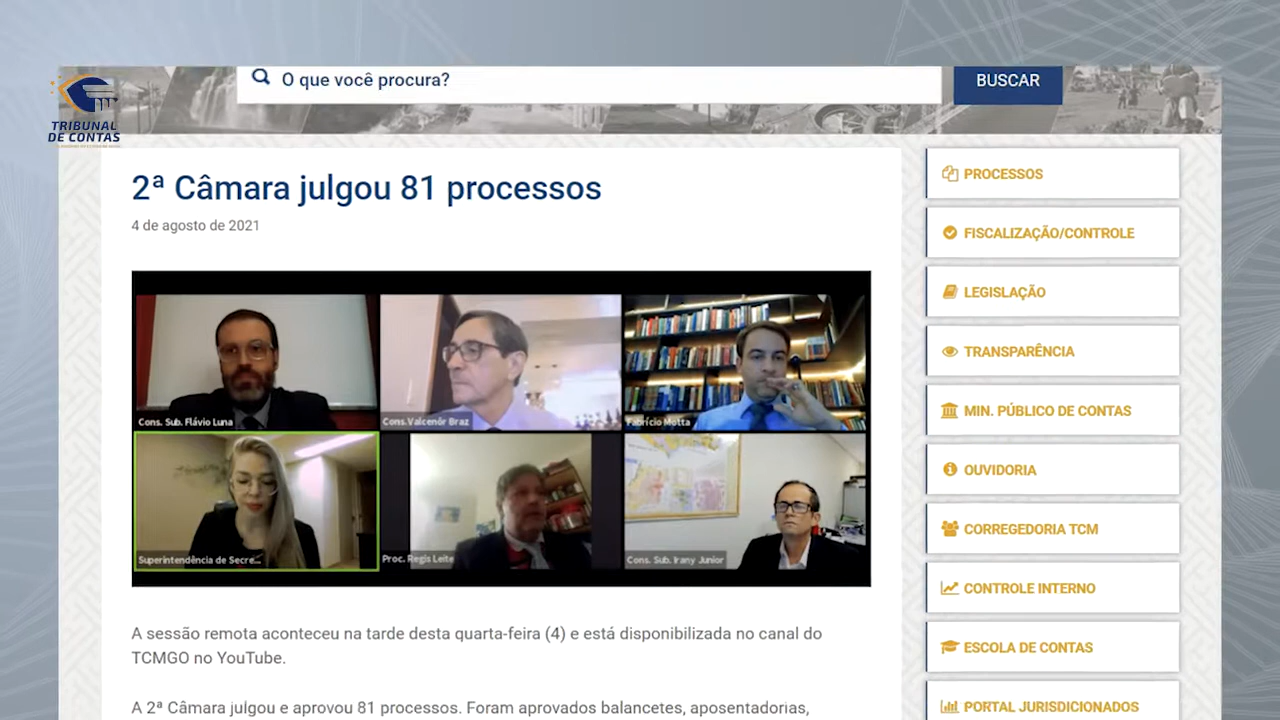 O que você procura?
BUSCAR
TRIBUNAL
DE CONTAS
2ª Câmara julgou 81 processos
4 de agosto de 2021
Cons. Sub. Flávio Luna
Cons.Valcenôr Braz
Fabrício Motta
Superintendência de Secre...
Proc. Regis Leite
Cons. Sub. Irany Junior
A sessão remota aconteceu na tarde desta quarta-feira (4) e está disponibilizada no canal do
TCMGO no YouTube.
A 2ª Câmara julgou e aprovou 81 processos. Foram aprovados balancetes, aposentadorias,
PROCESSOS
FISCALIZAÇÃO/CONTROLE
LEGISLAÇÃO
TRANSPARÊNCIA
MIN. PÚBLICO DE CONTAS
OUVIDORIA
CORREGEDORIA TCM
CONTROLE INTERNO
ESCOLA DE CONTAS
PORTAL JURISDICIONADOS